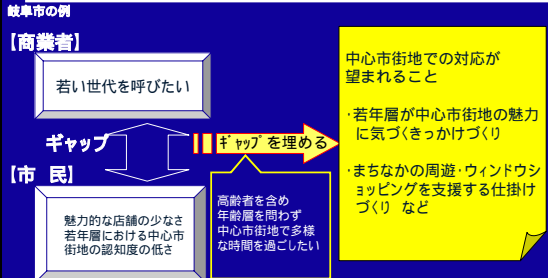 岐阜市の例
【商業者】
若い世代を呼びたい
ギャップ
ｷﾞｬｯﾌﾟを埋める
【市　民】
魅力的な店舗の少なさ
若年層における中心市
街地の認知度の低さ
高齢者を含め
年齢層を問わず
中心市街地で多様
な時間を過ごしたい
中心市街地での対応が
望まれること
・若年層が中心市街地の魅力
に気づくきっかけづくり
・まちなかの周遊・ウィンドウシ
ョッピングを支援する仕掛け
づくり　など